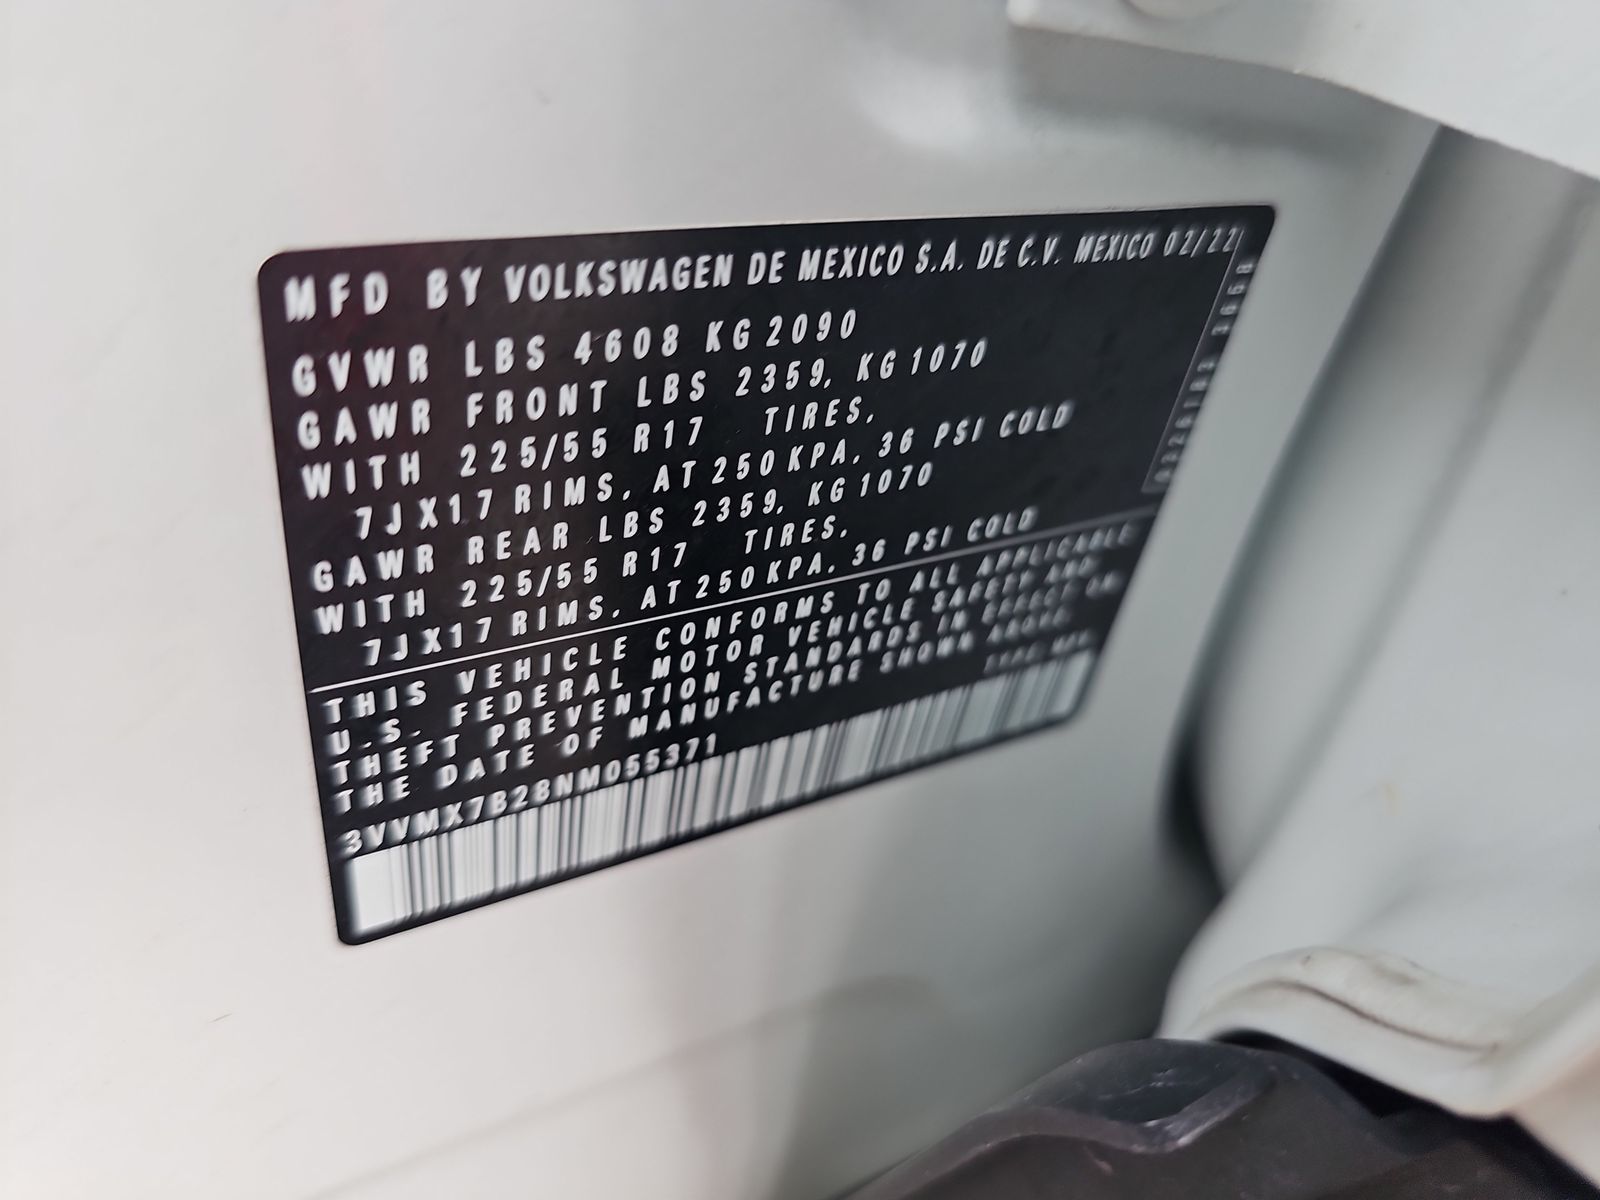 MFD BY VOLKSWAGEN DE MEXICO S.A. DE C.V. MEXICO 02/22
GVWR LBS 4608 KG 2090
GAWR FRONT LBS 2359, KG 1070
WITH 225/55 R17 TIRES,
7JX17 RIMS, AT 250 KPA, 36 PSI COLD
GAWR REAR LBS 2359, KG 1070
WITH 225/55 R17 TIRES,
7JX17 RIMS, AT 250 KPA, 36 PSI COLD
THIS VEHICLE CONFORMS TO ALL APPLICABLE
U.S. FEDERAL MOTOR VEHICLE SAFETY AND
THEFT PREVENTION STANDARDS IN EFFECT ON
THE DATE OF MANUFACTURE SHOWN ABOVE.
3VVMX7B28NM055371